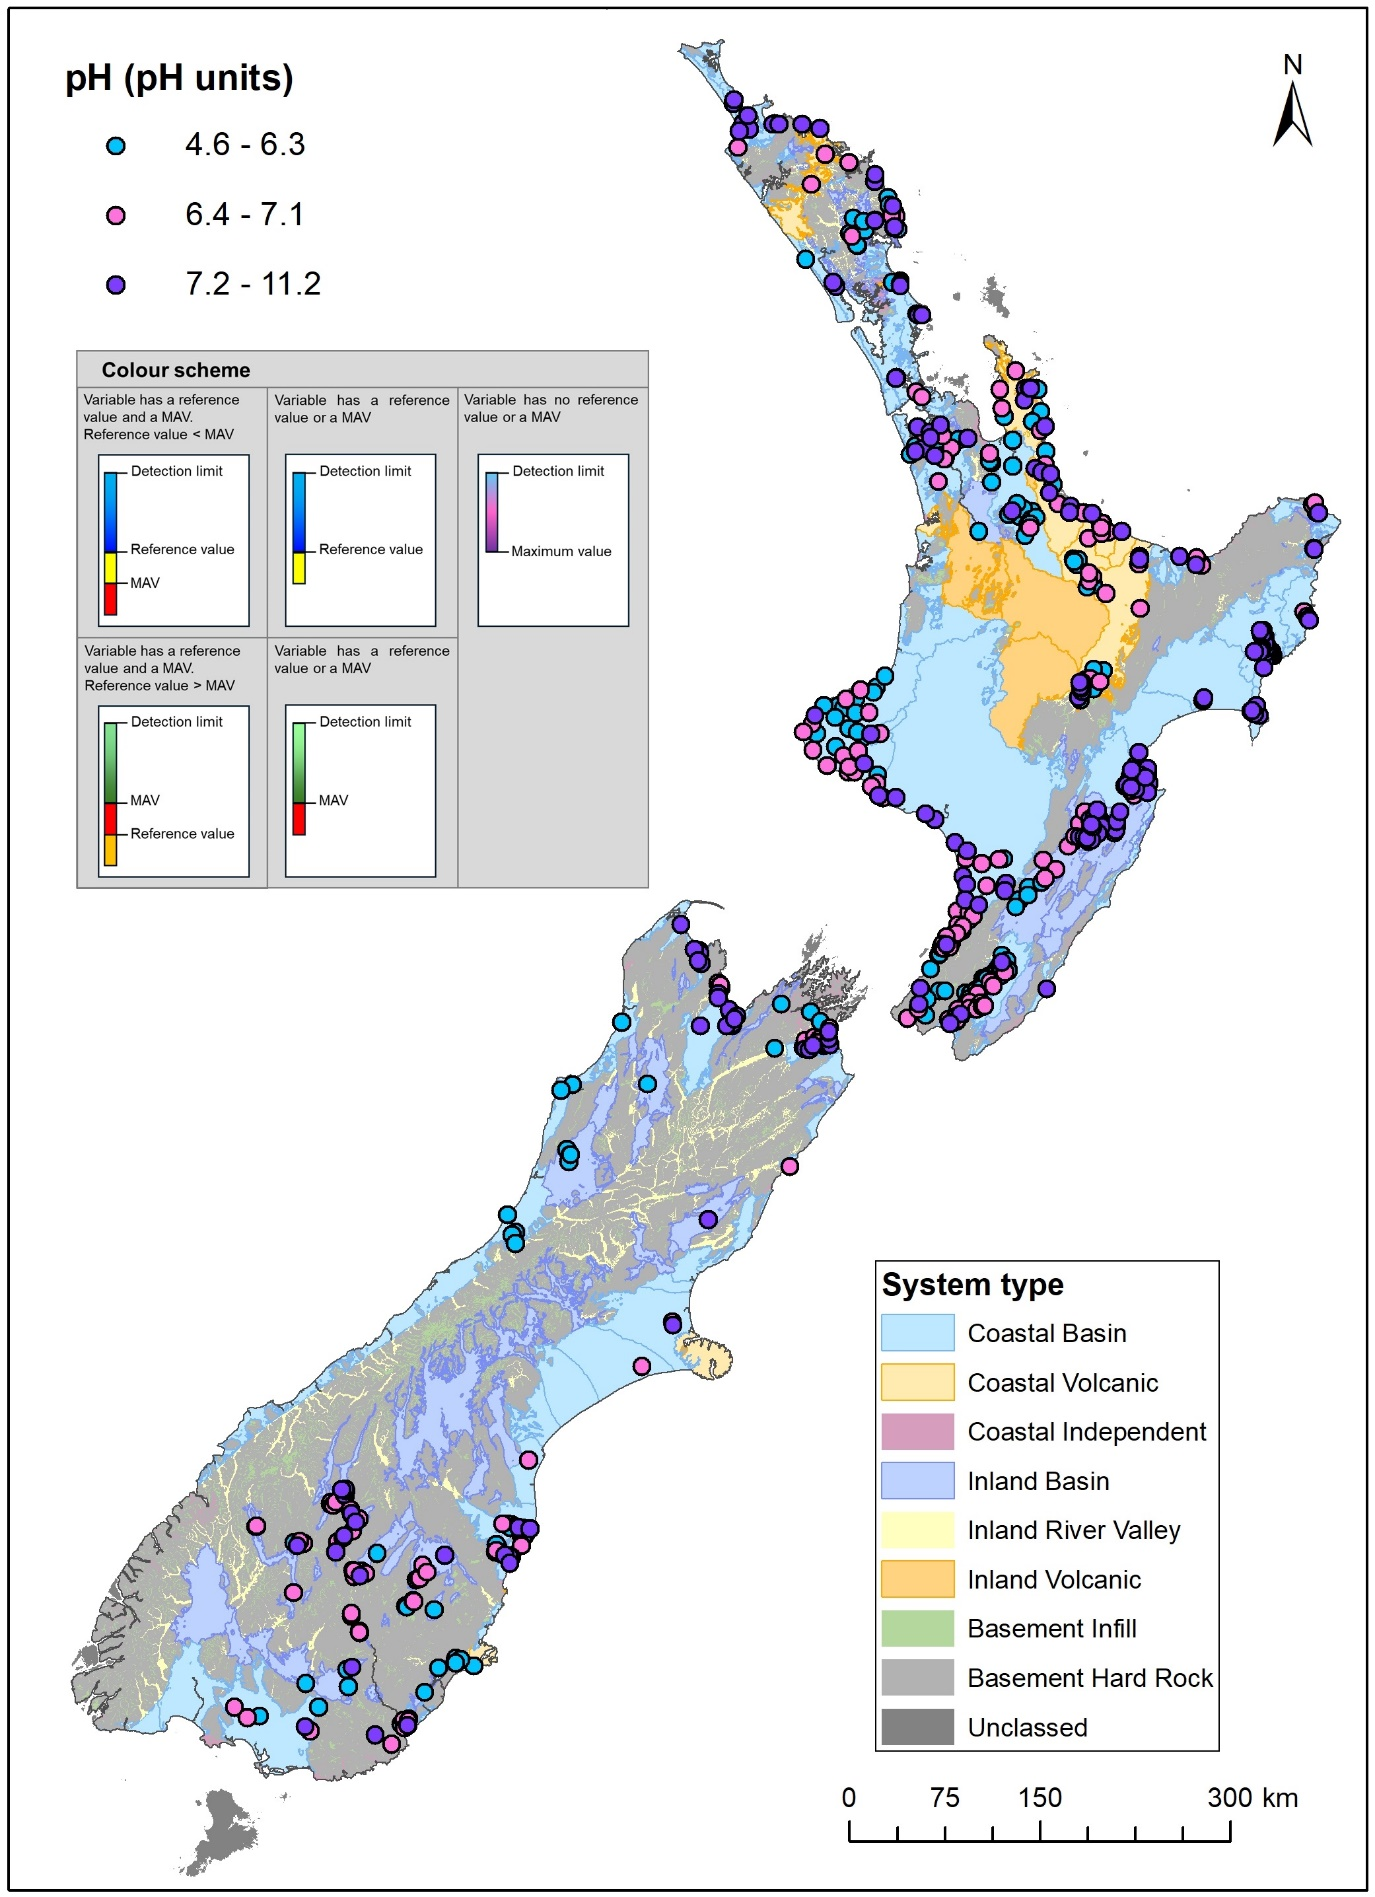 pH (pH units)
4.6 - 6.3
6.4 - 7.1
7.2 - 11.2
N
Colour scheme
Variable has a reference
value and a MAV.
Reference value < MAV
Detection limit
Reference value
MAV
Variable has a reference
value or a MAV
Detection limit
Reference value
Variable has no reference
value or a MAV
Detection limit
Maximum value
Variable has a reference
value and a MAV.
Reference value > MAV
Detection limit
MAV
Reference value
Variable has a reference
value or a MAV
Detection limit
MAV
System type
Coastal Basin
Coastal Volcanic
Coastal Independent
Inland Basin
Inland River Valley
Inland Volcanic
Basement Infill
Basement Hard Rock
Unclassed
0 75 150 300 km